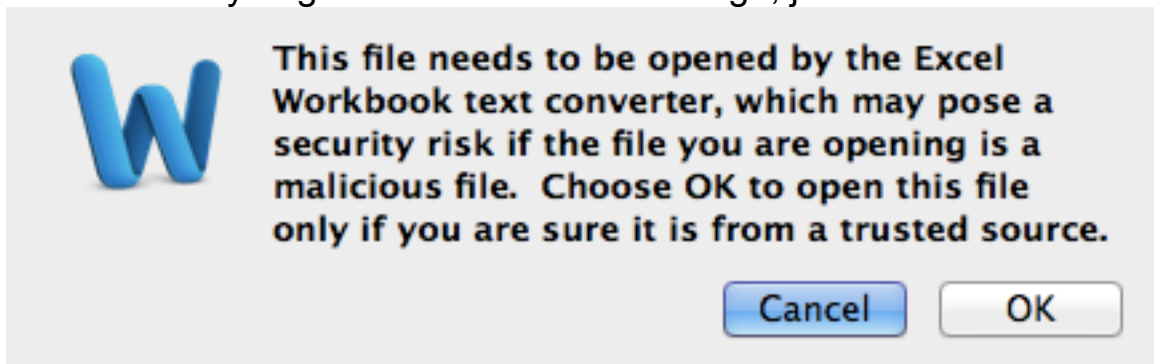 This file needs to be opened by the Excel
Workbook text converter, which may pose a
security risk if the file you are opening is a
malicious file.  Choose OK to open this file
only if you are sure it is from a trusted source.
Cancel OK